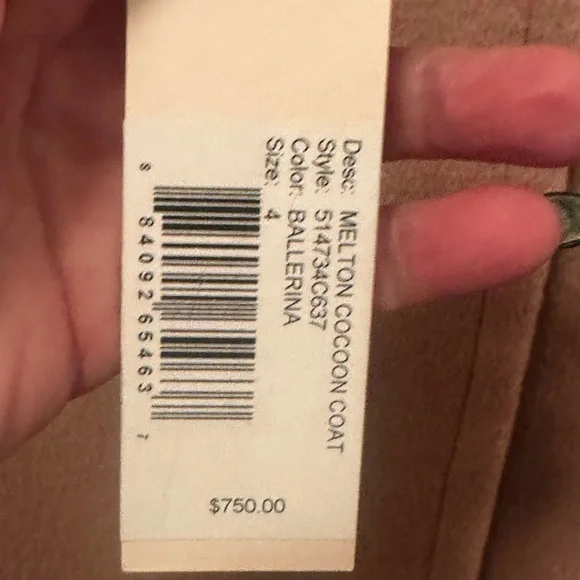 Desc: MELTON COCOON COAT
Style: 514734C637
Color: BALLERINA
Size: 4
8 84092 65463 7
$750.00